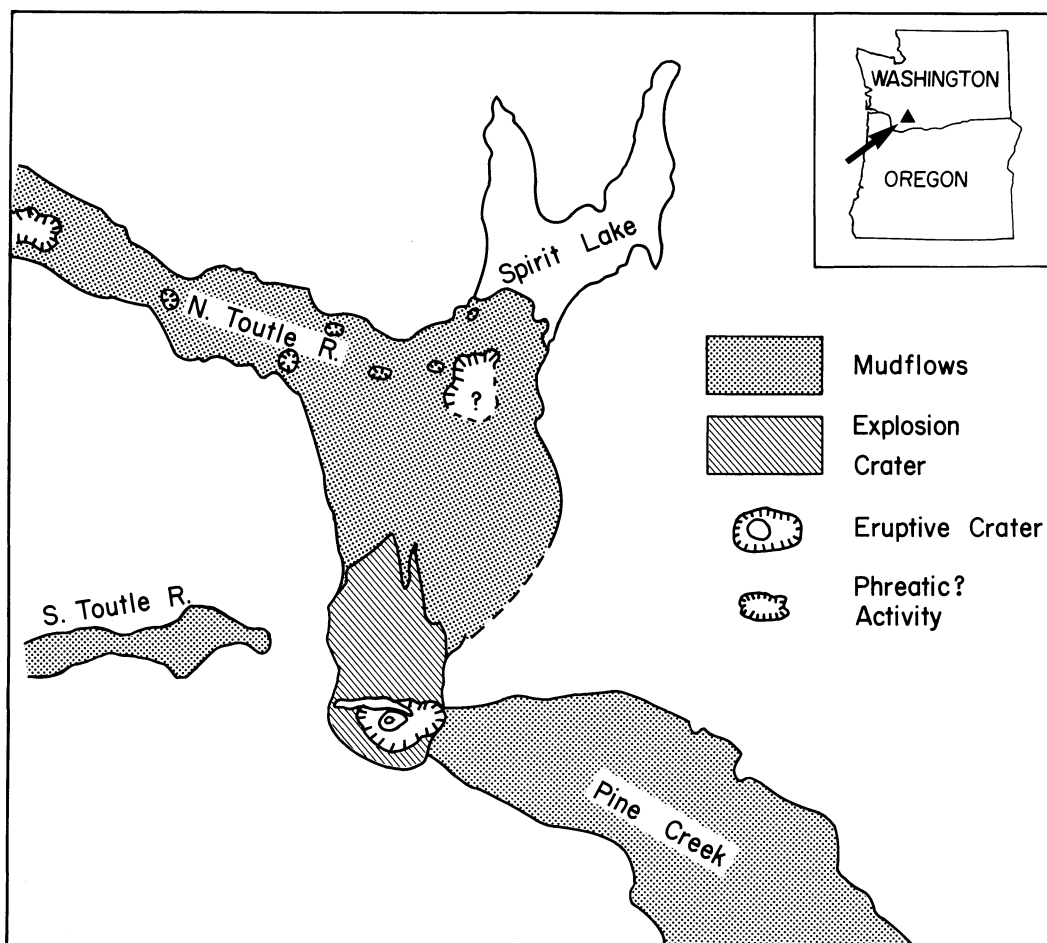 WASHINGTON
OREGON
Spirit Lake
N. Toutle R.
?
Mudflows
Explosion
Crater
Eruptive Crater
Phreatic?
Activity
S. Toutle R.
Pine Creek